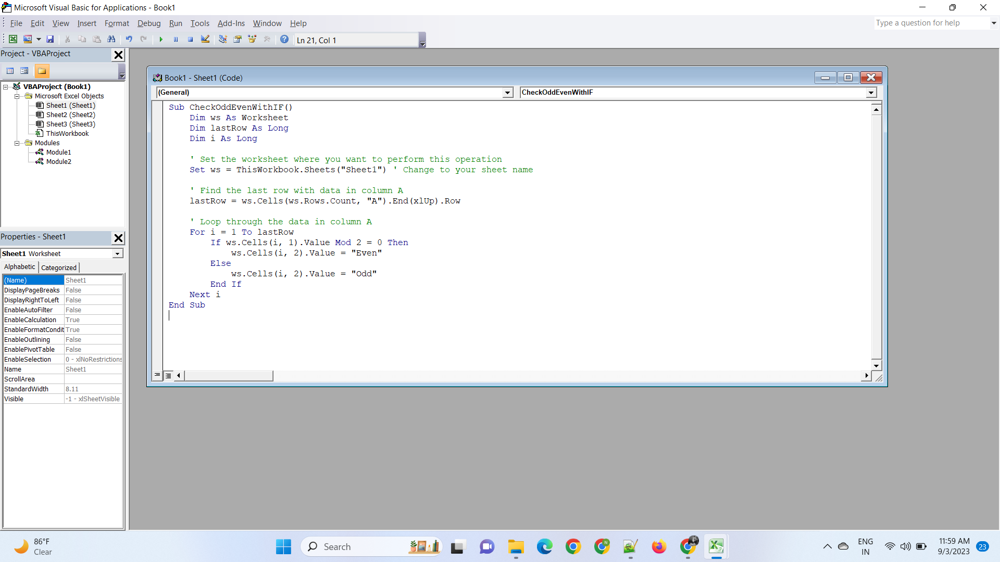 Microsoft Visual Basic for Applications - Book1
File Edit View Insert Format Debug Run Tools Add-Ins Window Help
Type a question for help
Ln 21, Col 1
Project - VBAProject
VBAProject (Book1)
Microsoft Excel Objects
Sheet1 (Sheet1)
Sheet2 (Sheet2)
Sheet3 (Sheet3)
ThisWorkbook
Modules
Module1
Module2
Properties - Sheet1
Sheet1 Worksheet
Alphabetic Categorized
(Name) Sheet1
DisplayPageBreaks False
DisplayRightToLeft False
EnableAutoFilter False
EnableCalculation True
EnableFormatCondit True
EnableOutlining False
EnablePivotTable False
EnableSelection 0 - xlNoRestrictions
Name Sheet1
ScrollArea
StandardWidth 8.11
Visible -1 - xlSheetVisible
Book1 - Sheet1 (Code)
(General) CheckOddEvenWithIF
Sub CheckOddEvenWithIF()
    Dim ws As Worksheet
    Dim lastRow As Long
    Dim i As Long
    ' Set the worksheet where you want to perform this operation
    Set ws = ThisWorkbook.Sheets("Sheet1") ' Change to your sheet name
    ' Find the last row with data in column A
    lastRow = ws.Cells(ws.Rows.Count, "A").End(xlUp).Row
    ' Loop through the data in column A
    For i = 1 To lastRow
        If ws.Cells(i, 1).Value Mod 2 = 0 Then
            ws.Cells(i, 2).Value = "Even"
        Else
            ws.Cells(i, 2).Value = "Odd"
        End If
    Next i
End Sub
86°F
Clear
Search
N
ENG
IN
11:59 AM
9/3/2023
23